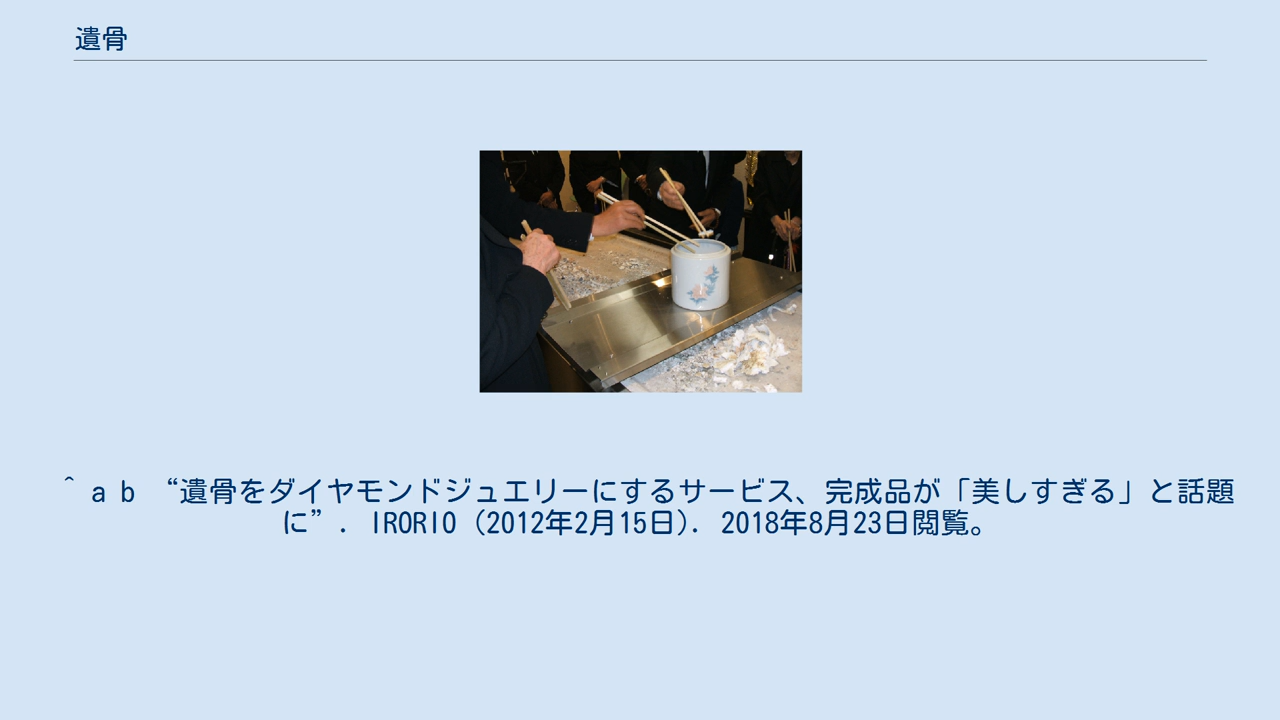 遺骨
^ a b “遺骨をダイヤモンドジュエリーにするサービス、完成品が「美しすぎる」と話題
に”. IRORIO (2012年2月15日). 2018年8月23日閲覧。